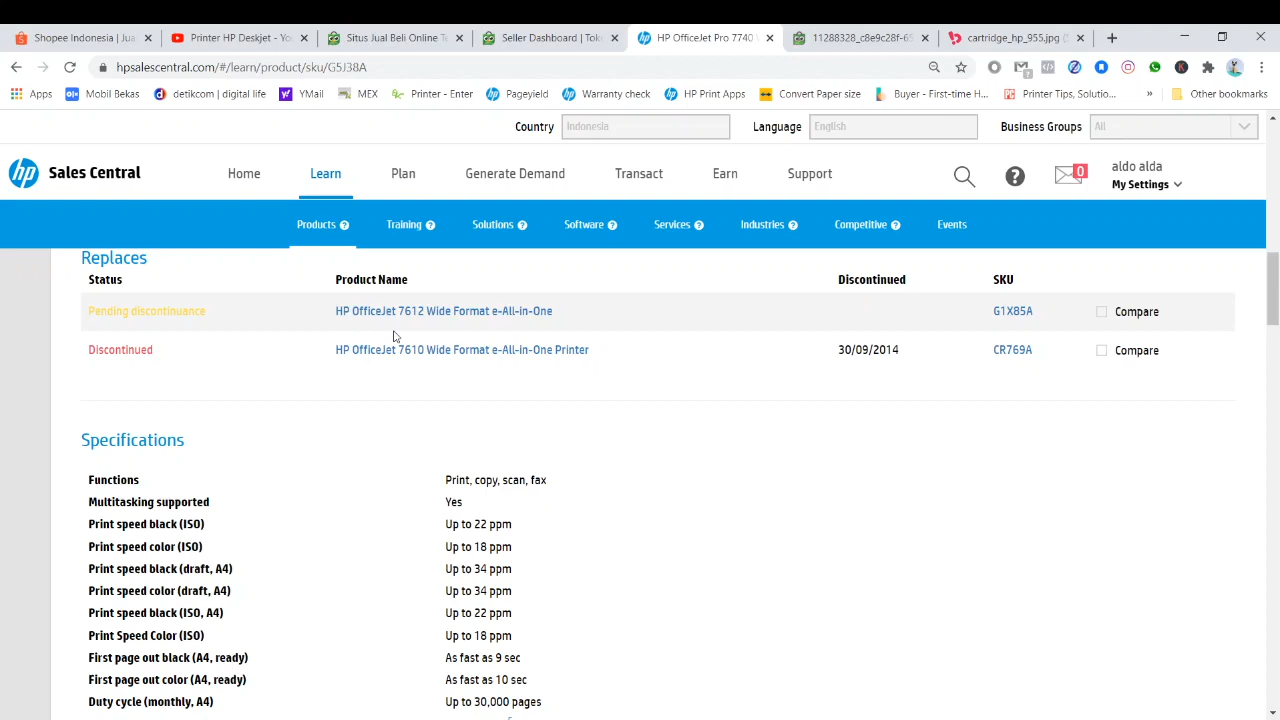 Shopee Indonesia | Jua
Printer HP Deskjet - Yo
Situs Jual Beli Online Te
Seller Dashboard | Toko
HP OfficeJet Pro 7740
11288328_c8e9c28f-65
cartridge_hp_955.jpg (5
hpsalescentral.com/#/learn/product/sku/G5J38A
Apps
Mobil Bekas
detikcom | digital life
YMail
MEX
Printer - Enter
Pageyield
Warranty check
HP Print Apps
Convert Paper size
Buyer - First-time H...
Printer Tips, Solutio...
»
Other bookmarks
Country Indonesia Language English Business Groups All
hp Sales Central Home Learn Plan Generate Demand Transact Earn Support
0
aldo alda
My Settings
Products ? Training ? Solutions ? Software ? Services ? Industries ? Competitive ? Events
Replaces
Status Product Name Discontinued SKU
Pending discontinuance HP OfficeJet 7612 Wide Format e-All-in-One G1X85A Compare
Discontinued HP OfficeJet 7610 Wide Format e-All-in-One Printer 30/09/2014 CR769A Compare
Specifications
Functions Print, copy, scan, fax
Multitasking supported Yes
Print speed black (ISO) Up to 22 ppm
Print speed color (ISO) Up to 18 ppm
Print speed black (draft, A4) Up to 34 ppm
Print speed color (draft, A4) Up to 34 ppm
Print speed black (ISO, A4) Up to 22 ppm
Print Speed Color (ISO) Up to 18 ppm
First page out black (A4, ready) As fast as 9 sec
First page out color (A4, ready) As fast as 10 sec
Duty cycle (monthly, A4) Up to 30,000 pages